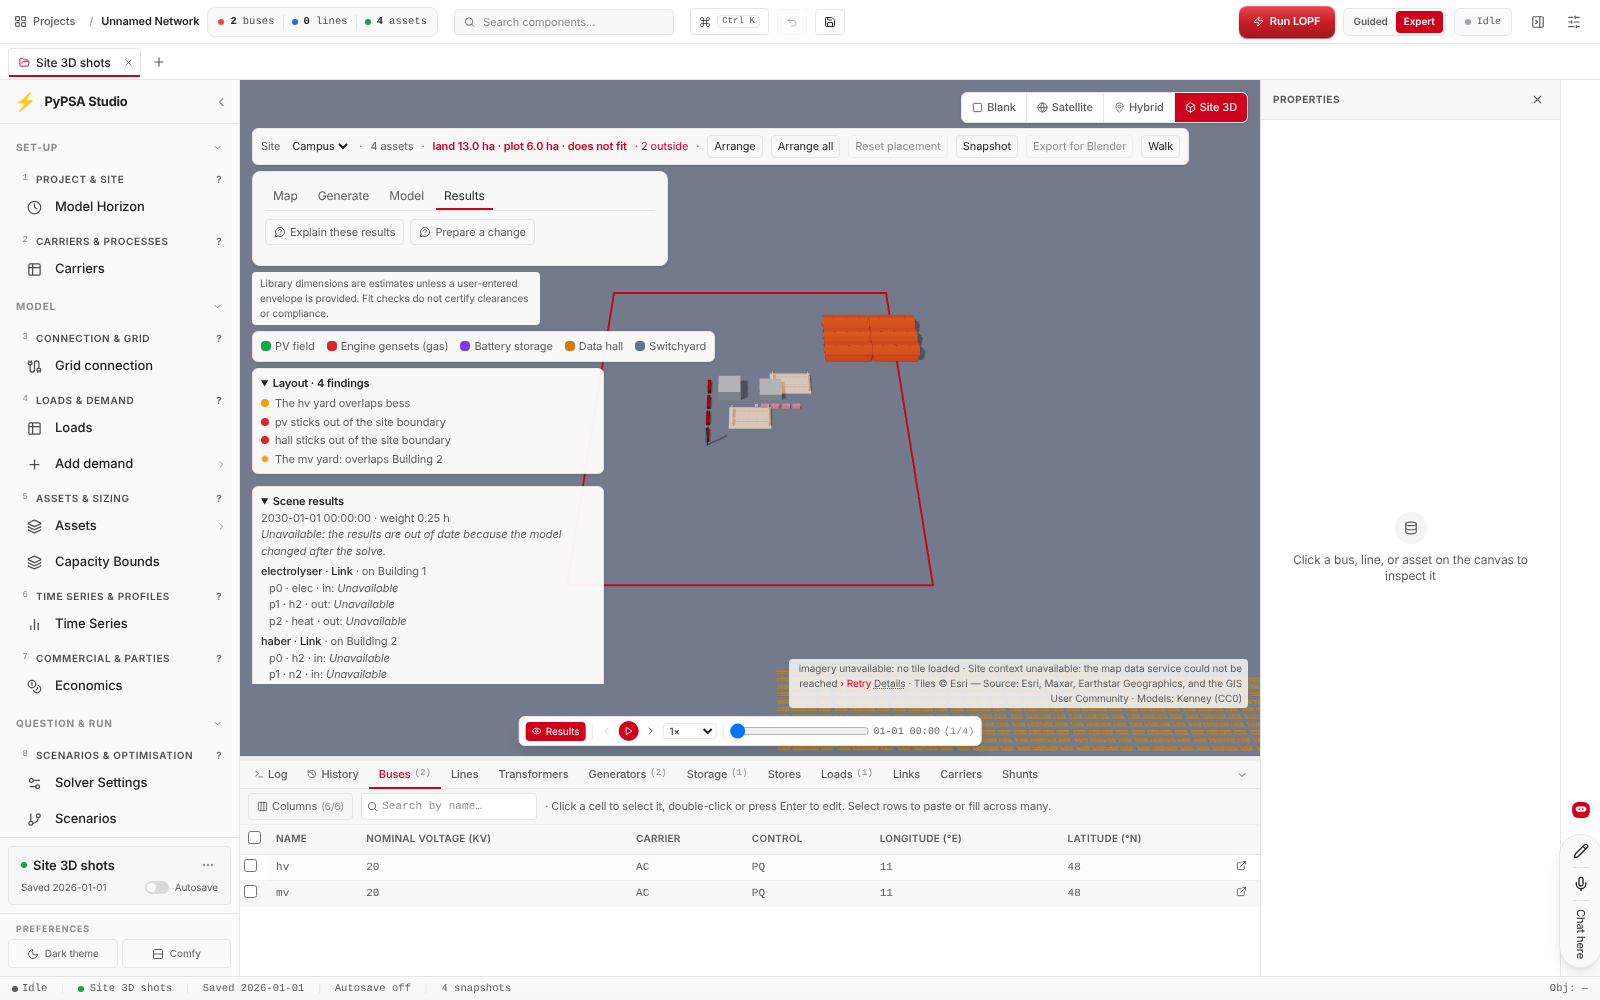 Projects / Unnamed Network 2 buses 0 lines 4 assets Search components... Ctrl K Run LOPF Guided Expert Idle
Site 3D shots
PyPSA Studio
SET-UP
1 PROJECT & SITE ?
Model Horizon
2 CARRIERS & PROCESSES ?
Carriers
MODEL
3 CONNECTION & GRID ?
Grid connection
4 LOADS & DEMAND ?
Loads
Add demand
5 ASSETS & SIZING ?
Assets
Capacity Bounds
6 TIME SERIES & PROFILES ?
Time Series
7 COMMERCIAL & PARTIES ?
Economics
QUESTION & RUN
8 SCENARIOS & OPTIMISATION ?
Solver Settings
Scenarios
Site 3D shots
Saved 2026-01-01 Autosave
PREFERENCES
Dark theme Comfy
Blank Satellite Hybrid Site 3D
Site Campus · 4 assets · land 13.0 ha · plot 6.0 ha · does not fit · 2 outside · Arrange Arrange all Reset placement Snapshot Export for Blender Walk
Map Generate Model Results
Explain these results Prepare a change
Library dimensions are estimates unless a user-entered
envelope is provided. Fit checks do not certify clearances
or compliance.
PV field Engine gensets (gas) Battery storage Data hall Switchyard
Layout · 4 findings
The hv yard overlaps bess
pv sticks out of the site boundary
hall sticks out of the site boundary
The mv yard: overlaps Building 2
Scene results
2030-01-01 00:00:00 · weight 0.25 h
Unavailable: the results are out of date because the model
changed after the solve.
electrolyser · Link · on Building 1
p0 · elec · in: Unavailable
p1 · h2 · out: Unavailable
p2 · heat · out: Unavailable
haber · Link · on Building 2
p0 · h2 · in: Unavailable
p1 · n2 · in: Unavailable
imagery unavailable: no tile loaded · Site context unavailable: the map data service could not be
reached › Retry Details · Tiles © Esri — Source: Esri, Maxar, Earthstar Geographics, and the GIS
User Community · Models: Kenney (CC0)
Results 1× 01-01 00:00 (1/4)
PROPERTIES
Click a bus, line, or asset on the canvas to
inspect it
Log History Buses (2) Lines Transformers Generators (2) Storage (1) Stores Loads (1) Links Carriers Shunts
Columns (6/6) Search by name… · Click a cell to select it, double-click or press Enter to edit. Select rows to paste or fill across many.
NAME NOMINAL VOLTAGE (KV) CARRIER CONTROL LONGITUDE (°E) LATITUDE (°N)
hv 20 AC PQ 11 48
mv 20 AC PQ 11 48
Chat here
Idle Site 3D shots Saved 2026-01-01 Autosave off 4 snapshots Obj: —